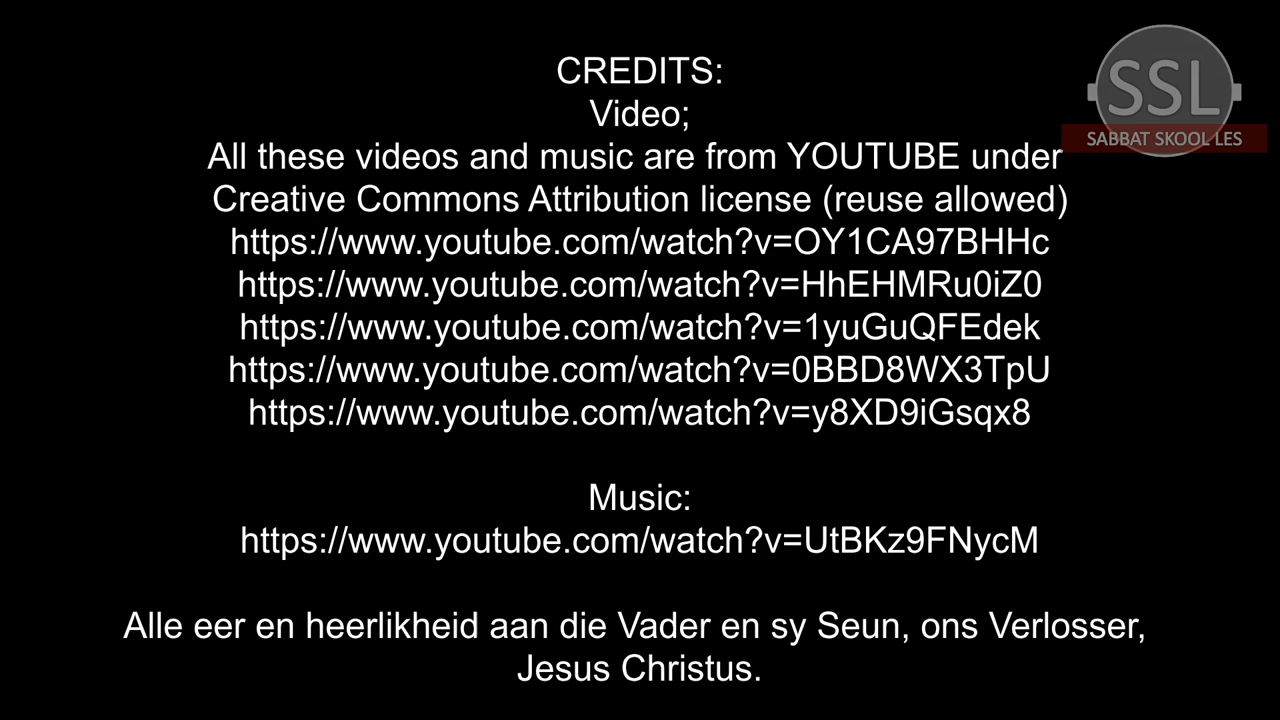 CREDITS:
Video;
All these videos and music are from YOUTUBE under
Creative Commons Attribution license (reuse allowed)
https://www.youtube.com/watch?v=OY1CA97BHHc
https://www.youtube.com/watch?v=HhEHMRu0iZ0
https://www.youtube.com/watch?v=1yuGuQFEdek
https://www.youtube.com/watch?v=0BBD8WX3TpU
https://www.youtube.com/watch?v=y8XD9iGsqx8
Music:
https://www.youtube.com/watch?v=UtBKz9FNycM
Alle eer en heerlikheid aan die Vader en sy Seun, ons Verlosser,
Jesus Christus.
SSL
SABBAT SKOOL LES